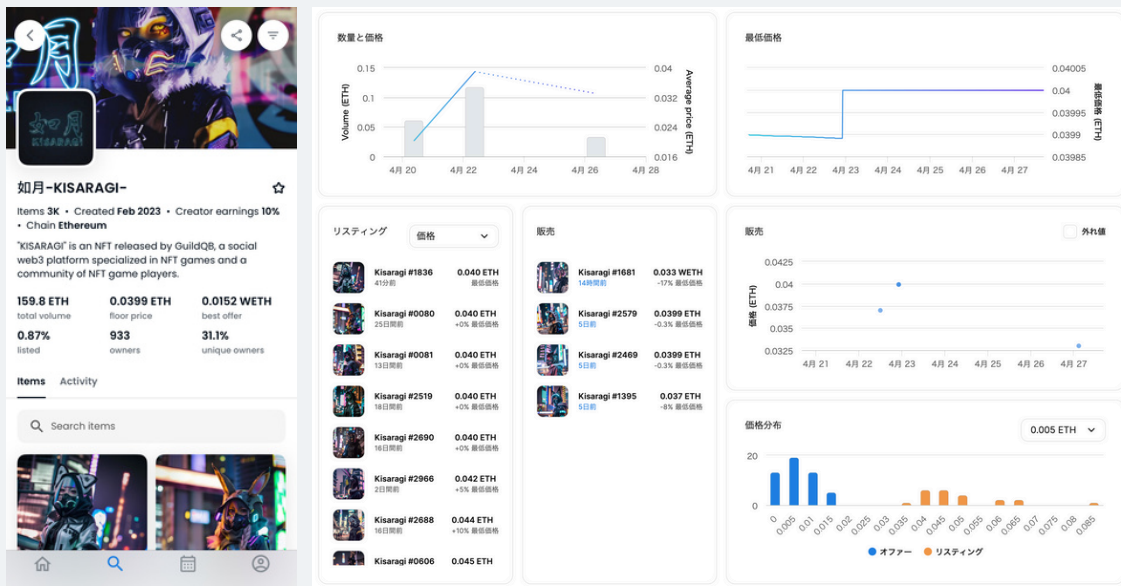 如月
如月
KISARAGI
如月-KISARAGI-
Items 3K • Created Feb 2023 • Creator earnings 10%
• Chain Ethereum
"KISARAGI" is an NFT released by GuildQB, a social
web3 platform specialized in NFT games and a
community of NFT game players.
159.8 ETH 0.0399 ETH 0.0152 WETH
total volume floor price best offer
0.87% 933 31.1%
listed owners unique owners
Items Activity
Search items
数量と価格
Volume (ETH)
0.15
0.1
0.05
0
Average price (ETH)
0.04
0.032
0.024
0.016
4月 20 4月 22 4月 24 4月 26 4月 28
最低価格
0.04005
0.04
0.03995
0.0399
0.03985
最低価格 (ETH)
4月 21 4月 22 4月 23 4月 24 4月 25 4月 26 4月 27
リスティング 価格
Kisaragi #1836 0.040 ETH
41分前 最低価格
Kisaragi #0080 0.040 ETH
25日間前 +0% 最低価格
Kisaragi #0081 0.040 ETH
13日間前 +0% 最低価格
Kisaragi #2519 0.040 ETH
18日間前 +0% 最低価格
Kisaragi #2690 0.040 ETH
16日間前 +0% 最低価格
Kisaragi #2966 0.042 ETH
2日間前 +5% 最低価格
Kisaragi #2688 0.044 ETH
16日間前 +10% 最低価格
Kisaragi #0606 0.045 ETH
販売
Kisaragi #1681 0.033 WETH
14時間前 -17% 最低価格
Kisaragi #2579 0.0399 ETH
5日前 -0.3% 最低価格
Kisaragi #2469 0.0399 ETH
5日前 -0.3% 最低価格
Kisaragi #1395 0.037 ETH
5日前 -8% 最低価格
販売 外れ値
価格 (ETH)
0.0425
0.04
0.0375
0.035
0.0325
4月 21 4月 22 4月 23 4月 24 4月 25 4月 26 4月 27
価格分布 0.005 ETH
20
0
0 0.005 0.01 0.015 0.02 0.025 0.03 0.035 0.04 0.045 0.05 0.055 0.06 0.065 0.07 0.075 0.08 0.085
オファー リスティング